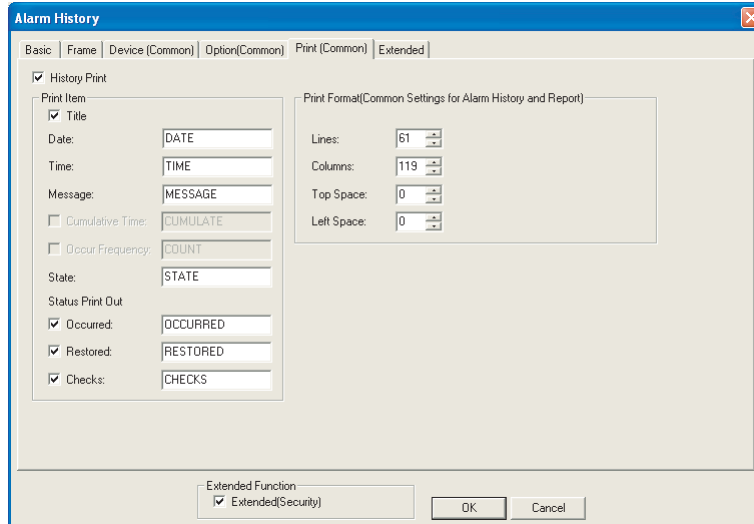 Alarm History
Basic Frame Device (Common) Option(Common) Print (Common) Extended
History Print
Print Item
Title
Date: DATE
Time: TIME
Message: MESSAGE
Cumulative Time: CUMULATE
Occur Frequency: COUNT
State: STATE
Status Print Out
Occurred: OCCURRED
Restored: RESTORED
Checks: CHECKS
Print Format(Common Settings for Alarm History and Report)
Lines: 61
Columns: 119
Top Space: 0
Left Space: 0
Extended Function
Extended(Security)
OK Cancel